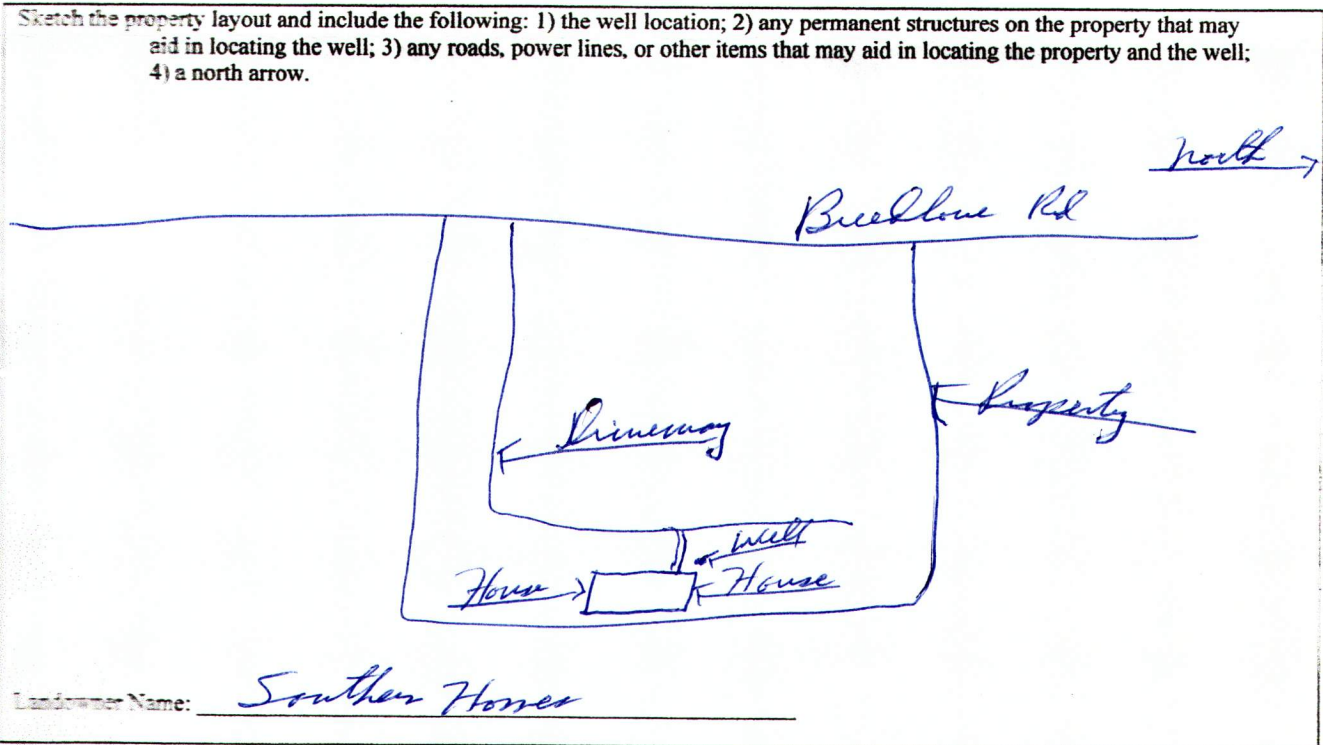 Sketch the property layout and include the following: 1) the well location; 2) any permanent structures on the property that may
aid in locating the well; 3) any roads, power lines, or other items that may aid in locating the property and the well;
4) a north arrow.
North
Breedlove Rd
Property
Driveway
Well
House
House
Landowner Name: Southern Homes